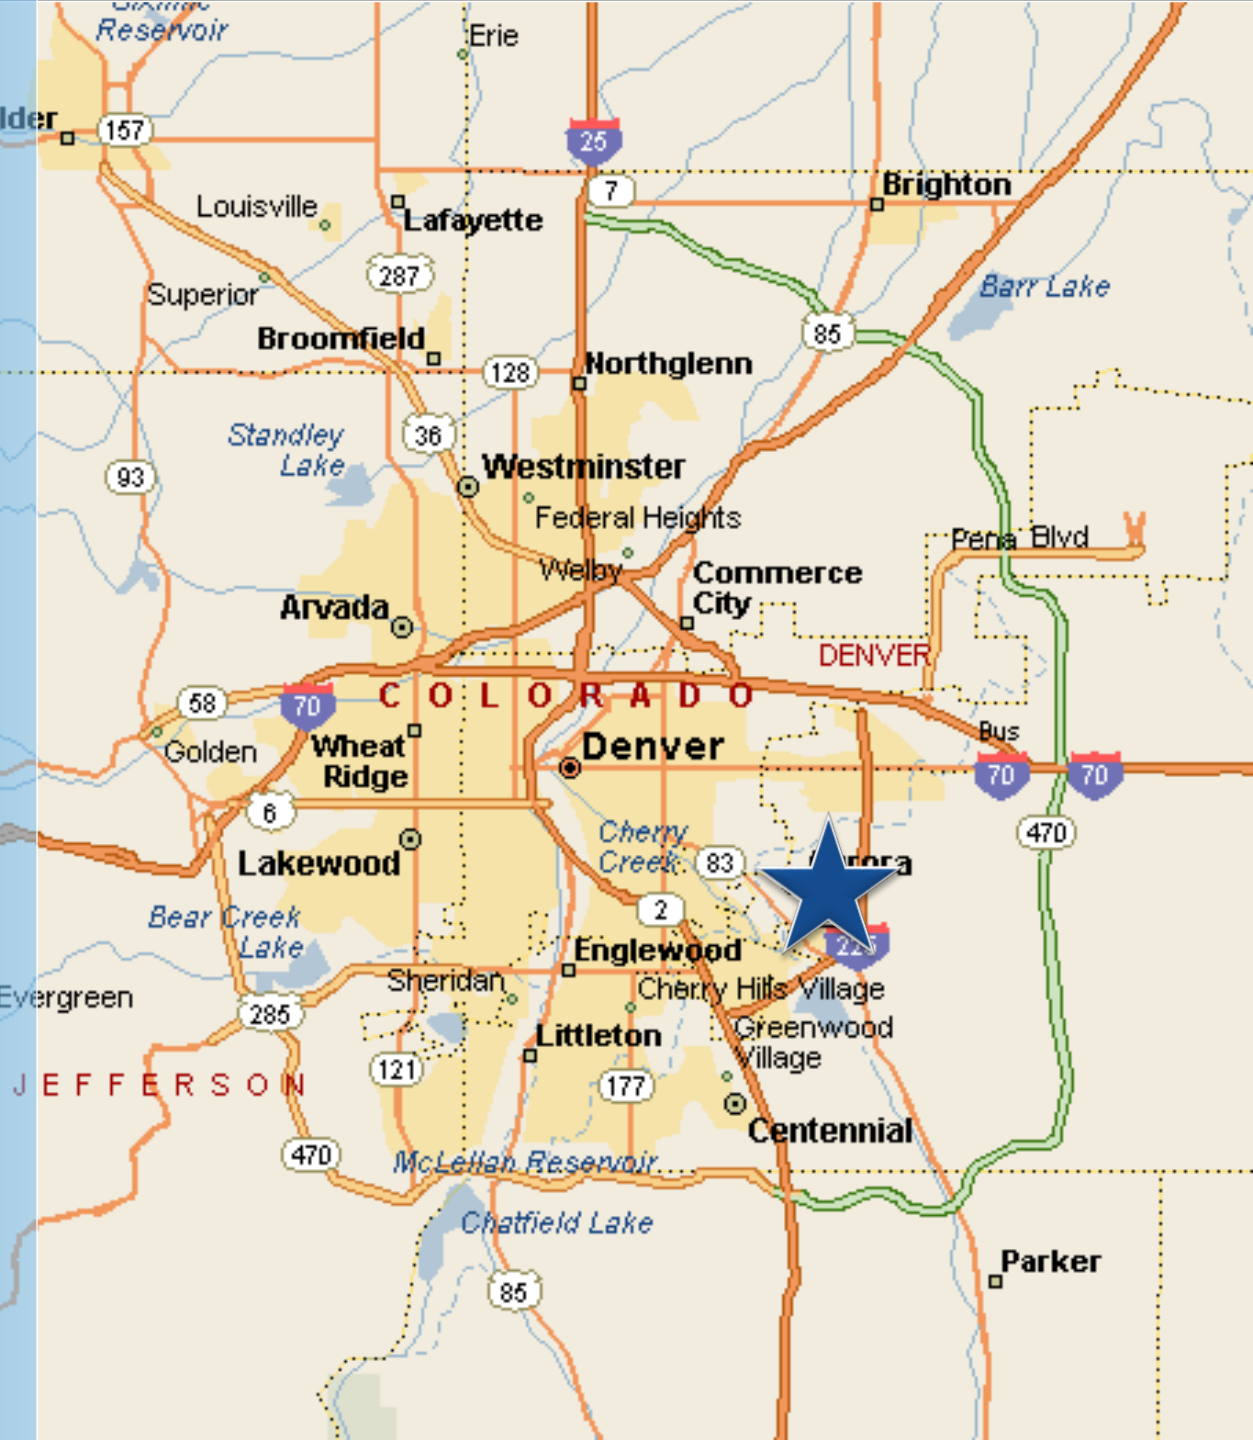 Reservoir
Erie
lder
157
25
7
Brighton
Louisville
Lafayette
287
Barr Lake
Superior
Broomfield
85
128
Northglenn
36
Standley
Lake
93
Westminster
Federal Heights
Pena Blvd
Welby
Commerce
City
Arvada
DENVER
58
70
COLORADO
Bus
Golden
Wheat
Ridge
Denver
70
70
6
Cherry
Creek
470
Lakewood
83
2
Bear Creek
Lake
Englewood
Evergreen
Sheridan
Cherry Hills Village
285
Greenwood
Village
Littleton
121
177
JEFFERSON
Centennial
470
McLellan Reservoir
Chatfield Lake
Parker
85